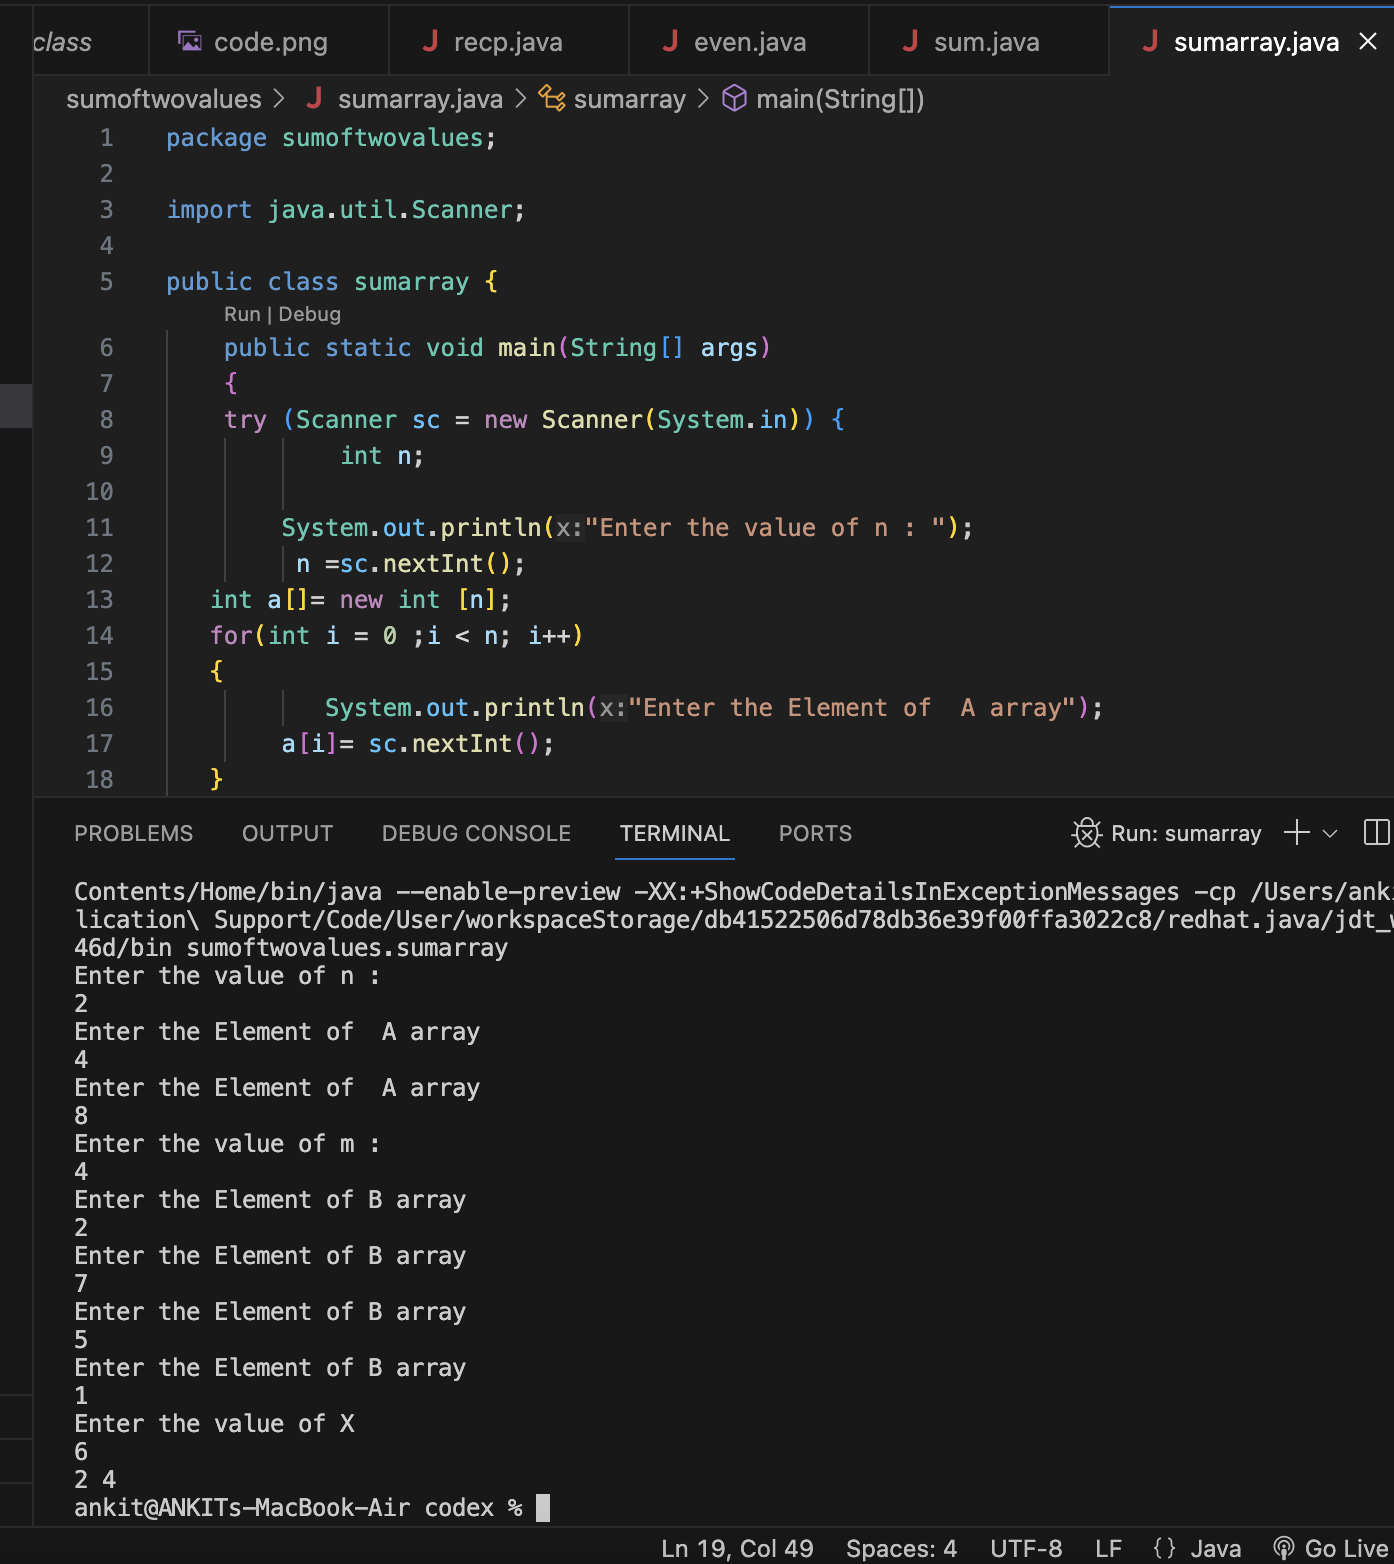 class code.png recp.java even.java sum.java sumarray.java
sumoftwovalues > sumarray.java > sumarray > main(String[])
1 package sumoftwovalues;
2
3 import java.util.Scanner;
4
5 public class sumarray {
Run | Debug
6 public static void main(String[] args)
7 {
8 try (Scanner sc = new Scanner(System.in)) {
9 int n;
10
11 System.out.println(x:"Enter the value of n : ");
12 n =sc.nextInt();
13 int a[]= new int [n];
14 for(int i = 0 ;i < n; i++)
15 {
16 System.out.println(x:"Enter the Element of  A array");
17 a[i]= sc.nextInt();
18 }
PROBLEMS OUTPUT DEBUG CONSOLE TERMINAL PORTS Run: sumarray
Contents/Home/bin/java --enable-preview -XX:+ShowCodeDetailsInExceptionMessages -cp /Users/anki
lication\ Support/Code/User/workspaceStorage/db41522506d78db36e39f00ffa3022c8/redhat.java/jdt_w
46d/bin sumoftwovalues.sumarray
Enter the value of n :
2
Enter the Element of  A array
4
Enter the Element of  A array
8
Enter the value of m :
4
Enter the Element of B array
2
Enter the Element of B array
7
Enter the Element of B array
5
Enter the Element of B array
1
Enter the value of X
6
2 4
ankit@ANKITs-MacBook-Air codex %
Ln 19, Col 49 Spaces: 4 UTF-8 LF {} Java Go Live